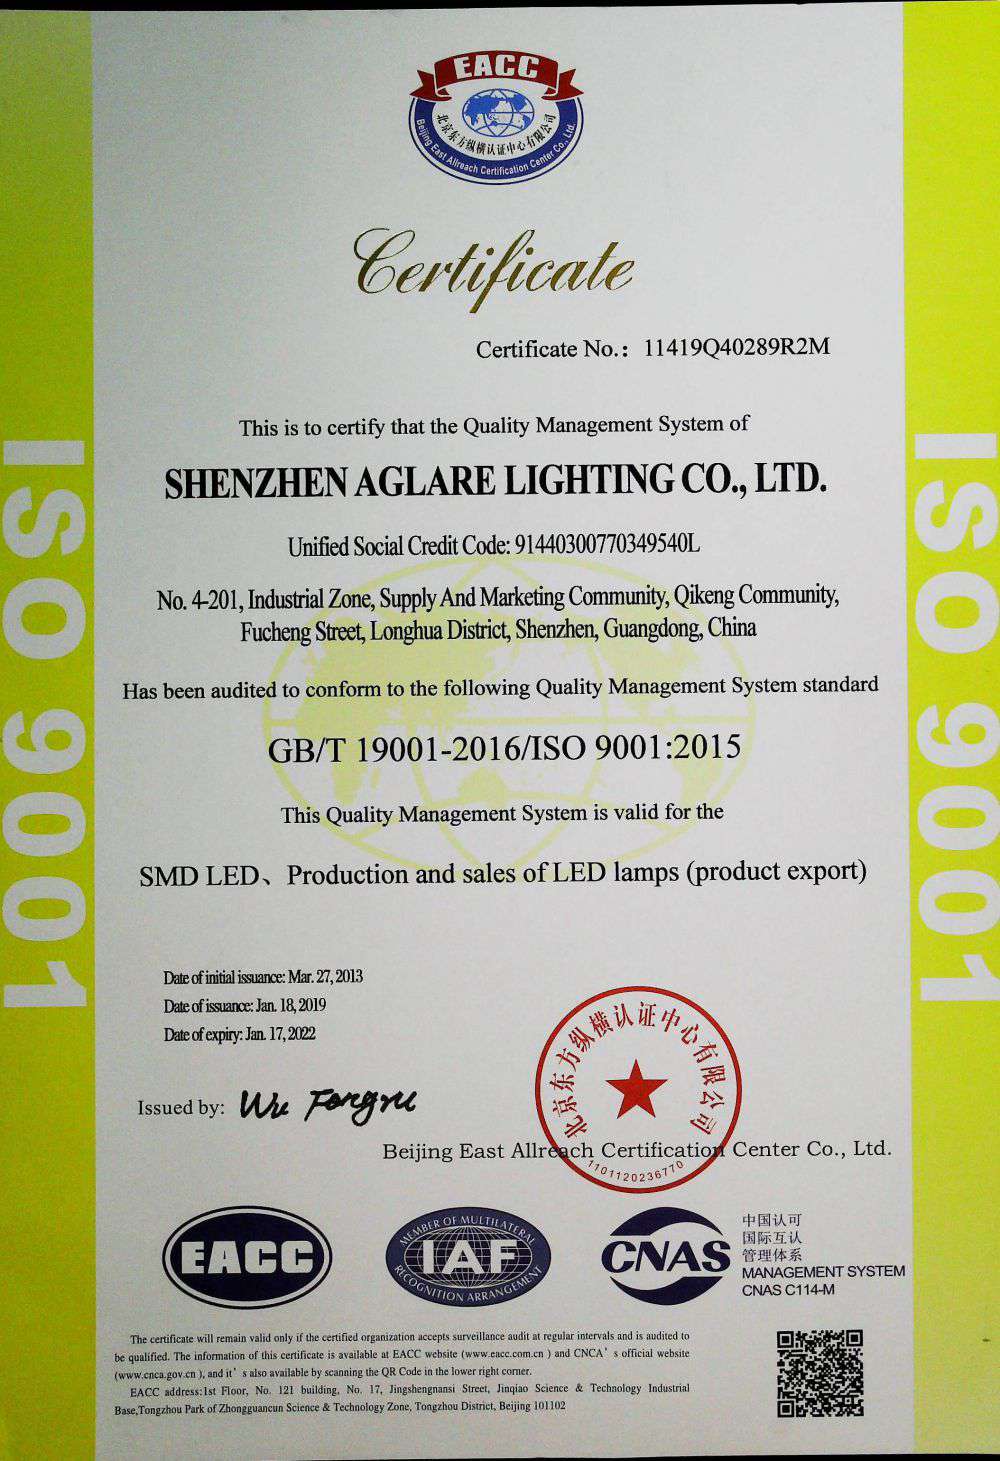 EACC
北京东方纵横认证中心有限公司
Beijing East Allreach Certification Center Co., Ltd.
Certificate
Certificate No.: 11419Q40289R2M
This is to certify that the Quality Management System of
SHENZHEN AGLARE LIGHTING CO., LTD.
Unified Social Credit Code: 91440300770349540L
No. 4-201, Industrial Zone, Supply And Marketing Community, Qikeng Community,
Fucheng Street, Longhua District, Shenzhen, Guangdong, China
Has been audited to conform to the following Quality Management System standard
GB/T 19001-2016/ISO 9001:2015
This Quality Management System is valid for the
SMD LED、Production and sales of LED lamps (product export)
ISO 9001
ISO 9001
Date of initial issuance: Mar. 27, 2013
Date of issuance: Jan. 18, 2019
Date of expiry: Jan. 17, 2022
Issued by: Wu Fengru
北京东方纵横认证中心有限公司
1101120236770
Beijing East Allreach Certification Center Co., Ltd.
EACC
MEMBER OF MULTILATERAL
IAF
RECOGNITION ARRANGEMENT
CNAS
中国认可
国际互认
管理体系
MANAGEMENT SYSTEM
CNAS C114-M
The certificate will remain valid only if the certified organization accepts surveillance audit at regular intervals and is audited to
be qualified. The information of this certificate is available at EACC website (www.eacc.com.cn ) and CNCA’ s official website
(www.cnca.gov.cn ), and it’ s also available by scanning the QR Code in the lower right corner.
EACC address:1st Floor, No. 121 building, No. 17, Jingshengnansi Street, Jinqiao Science & Technology Industrial
Base,Tongzhou Park of Zhongguancun Science & Technology Zone, Tongzhou District, Beijing 101102